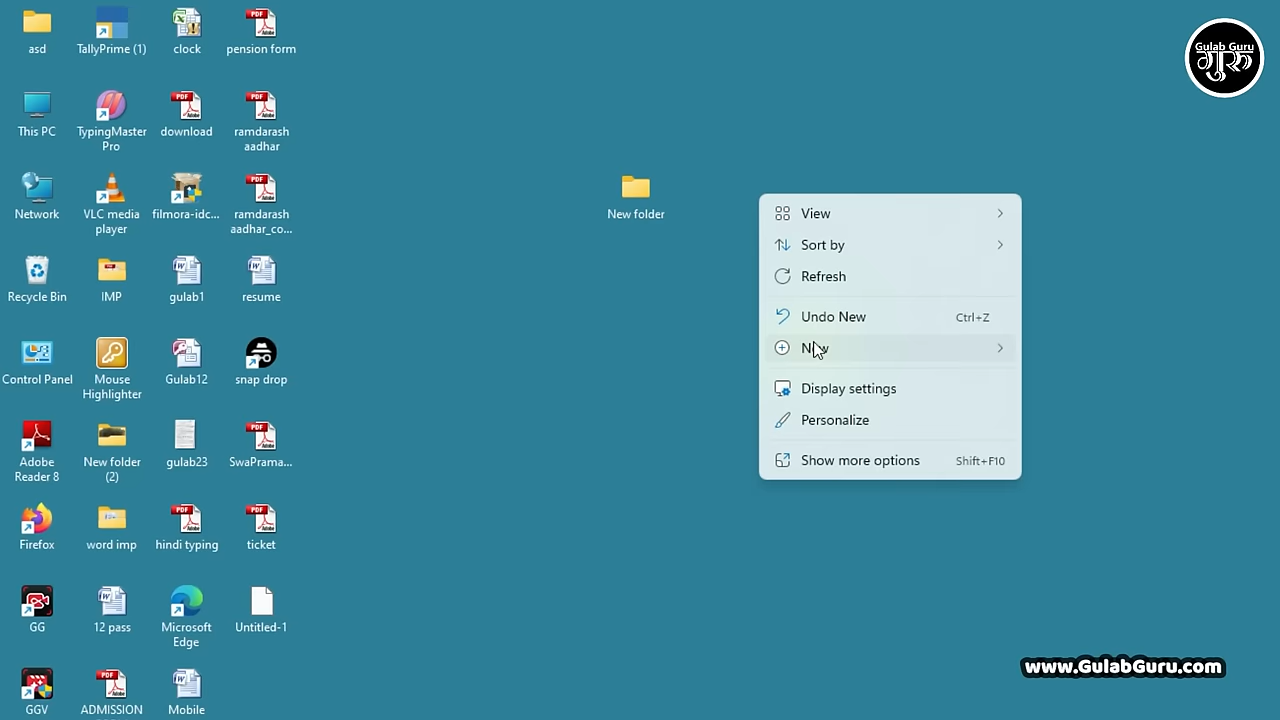 asd
TallyPrime (1)
clock
pension form
This PC
TypingMaster
Pro
download
ramdarash
aadhar
Network
VLC media
player
filmora-idc...
ramdarash
aadhar_co...
Recycle Bin
IMP
gulab1
resume
Control Panel
Mouse
Highlighter
Gulab12
snap drop
Adobe
Reader 8
New folder
(2)
gulab23
SwaPrama...
Firefox
word imp
hindi typing
ticket
GG
12 pass
Microsoft
Edge
Untitled-1
GGV
ADMISSION
Mobile
New folder
View
Sort by
Refresh
Undo New Ctrl+Z
New
Display settings
Personalize
Show more options Shift+F10
Gulab Guru
गुरु
www.GulabGuru.com